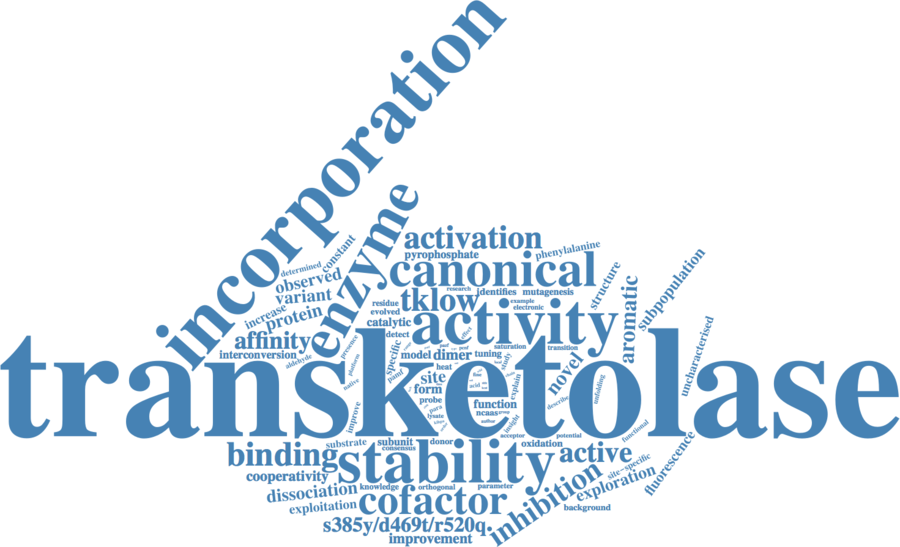 incorporation
enzyme
activation
pyrophosphate
phenylalanine
constant
determined
observed
canonical
structure
subpopulation
variant
research
identifies
mutagenesis
tklow
example
electronic
residue
evolved
increase
protein
aromatic
catalytic
activity
detect
effect
affinity
uncharacterised
interconversion
presence
specific
model
dimer
tuning
saturation
transition
aldehyde
platform
heat
study
novel
transketolase
native
pamf
site
form
acid
explain
unfolding
probe
function
describe
para
ncaas
lysate
improve
insight
functional
substrate
subunit
donor
acceptor
potential
consensus
oxidation
binding
stability
active
fluorescence
cooperativity
site-specific
knowledge
orthogonal
parameter
inhibition
exploration
dissociation
cofactor
exploitation
background
s385y/d469t/r520q.
improvement